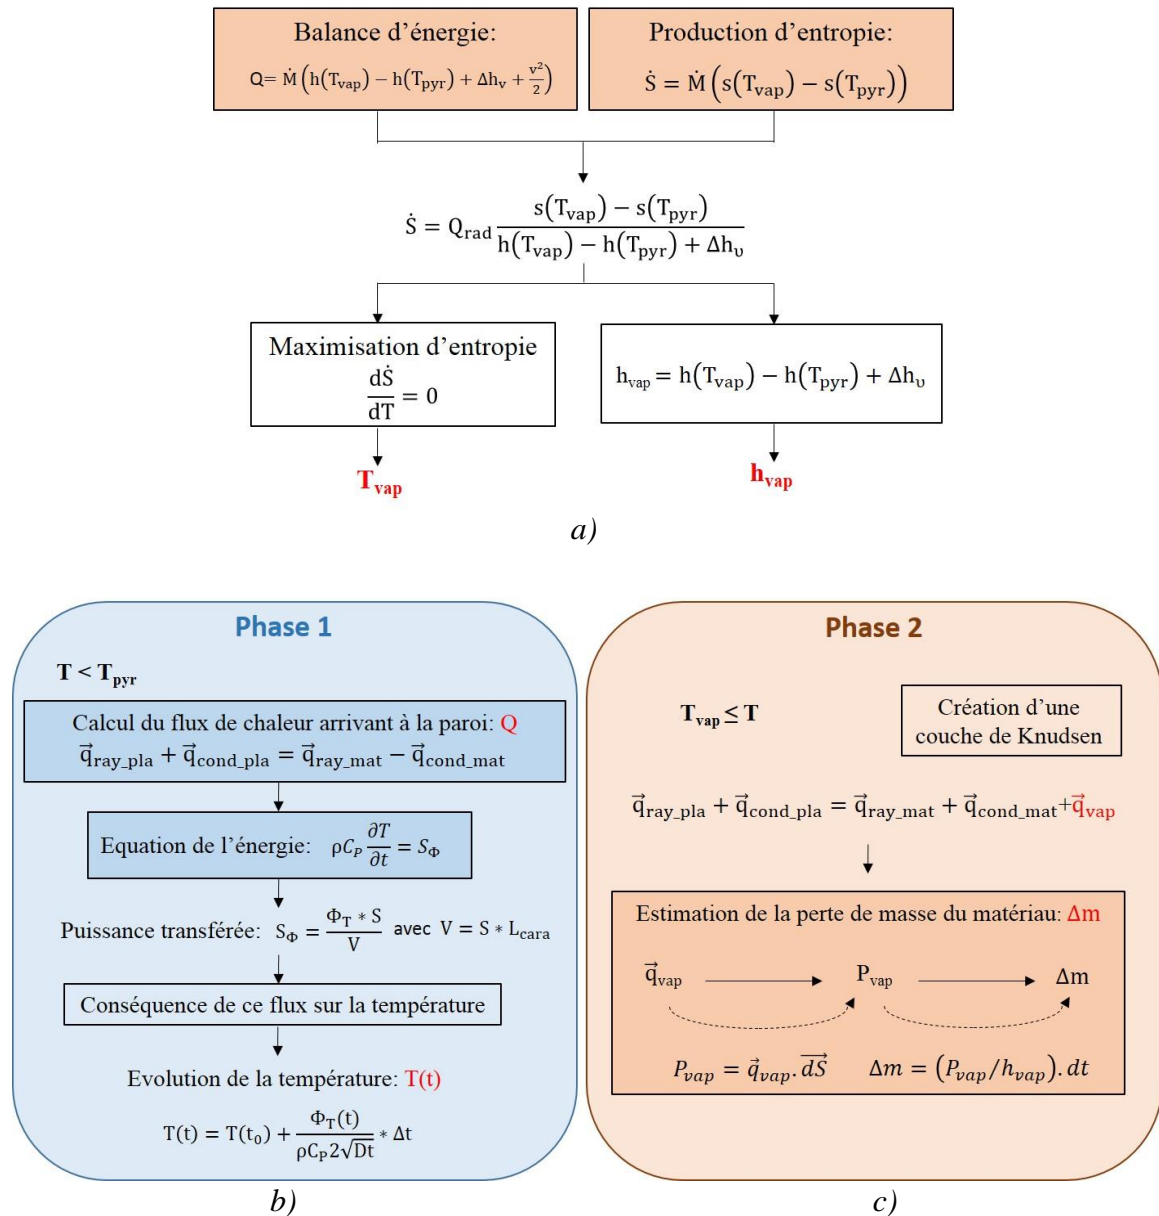 Balance d’énergie:
Q= Ṁ (h(T_vap) − h(T_pyr) + Δh_v + v²/2)
Production d’entropie:
Ṡ = Ṁ (s(T_vap) − s(T_pyr))
Ṡ = Q_rad (s(T_vap) − s(T_pyr)) / (h(T_vap) − h(T_pyr) + Δh_υ)
Maximisation d’entropie
dṠ/dT = 0
h_vap = h(T_vap) − h(T_pyr) + Δh_υ
T_vap
h_vap
a)
Phase 1
T < T_pyr
Calcul du flux de chaleur arrivant à la paroi: Q
q⃗_ray_pla + q⃗_cond_pla = q⃗_ray_mat − q⃗_cond_mat
Equation de l’énergie: ρC_P ∂T/∂t = S_Φ
Puissance transférée: S_Φ = (Φ_T * S)/V avec V = S * L_cara
Conséquence de ce flux sur la température
Evolution de la température: T(t)
T(t) = T(t₀) + Φ_T(t)/(ρC_P 2√Dt) * Δt
b)
Phase 2
T_vap ≤ T
Création d’une
couche de Knudsen
q⃗_ray_pla + q⃗_cond_pla = q⃗_ray_mat + q⃗_cond_mat+q⃗_vap
Estimation de la perte de masse du matériau: Δm
q⃗_vap P_vap Δm
P_vap = q⃗_vap. dS⃗ Δm = (P_vap/h_vap). dt
c)